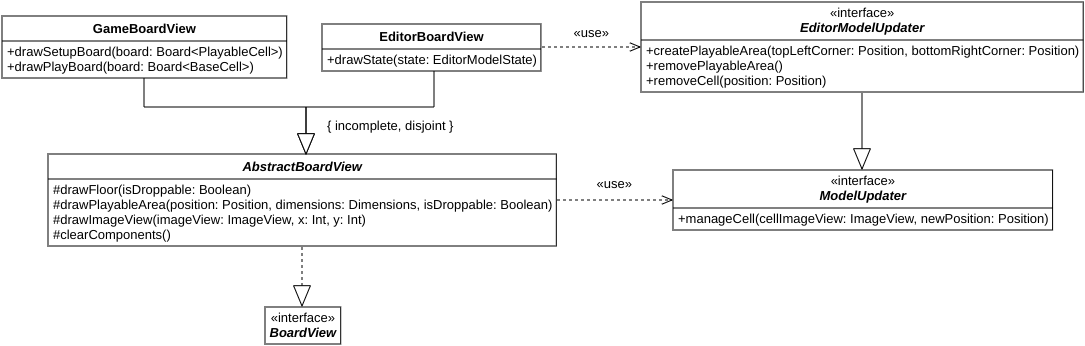 GameBoardView
+drawSetupBoard(board: Board<PlayableCell>)
+drawPlayBoard(board: Board<BaseCell>)
EditorBoardView
+drawState(state: EditorModelState)
«use»
«interface»
EditorModelUpdater
+createPlayableArea(topLeftCorner: Position, bottomRightCorner: Position)
+removePlayableArea()
+removeCell(position: Position)
{ incomplete, disjoint }
AbstractBoardView
#drawFloor(isDroppable: Boolean)
#drawPlayableArea(position: Position, dimensions: Dimensions, isDroppable: Boolean)
#drawImageView(imageView: ImageView, x: Int, y: Int)
#clearComponents()
«use»
«interface»
ModelUpdater
+manageCell(cellImageView: ImageView, newPosition: Position)
«interface»
BoardView